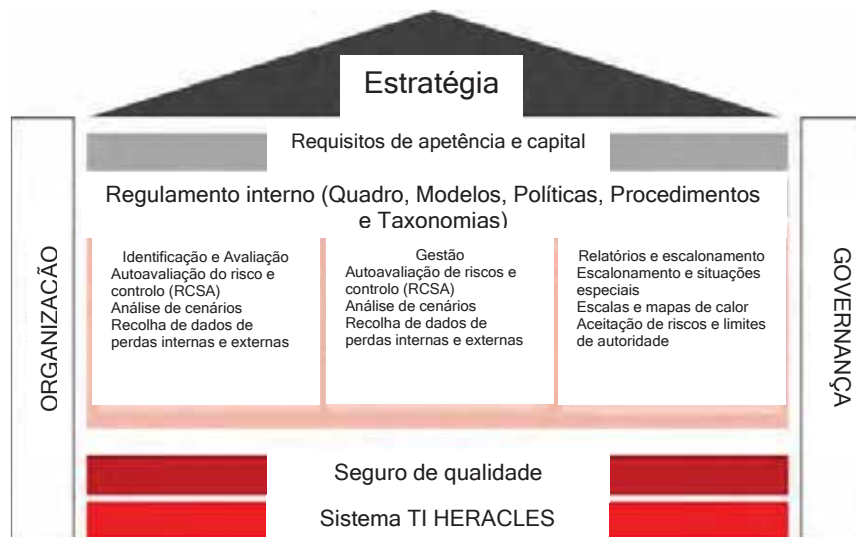 Estratégia
Requisitos de apetência e capital
Regulamento interno (Quadro, Modelos, Políticas, Procedimentos
e Taxonomias)
ORGANIZACÃO
Identificação e Avaliação
Autoavaliação do risco e
controlo (RCSA)
Análise de cenários
Recolha de dados de
perdas internas e externas
Gestão
Autoavaliação de riscos e
controlo (RCSA)
Análise de cenários
Recolha de dados de
perdas internas e externas
Relatórios e escalonamento
Escalonamento e situações
especiais
Escalas e mapas de calor
Aceitação de riscos e limites
de autoridade
GOVERNANÇA
Seguro de qualidade
Sistema TI HERACLES